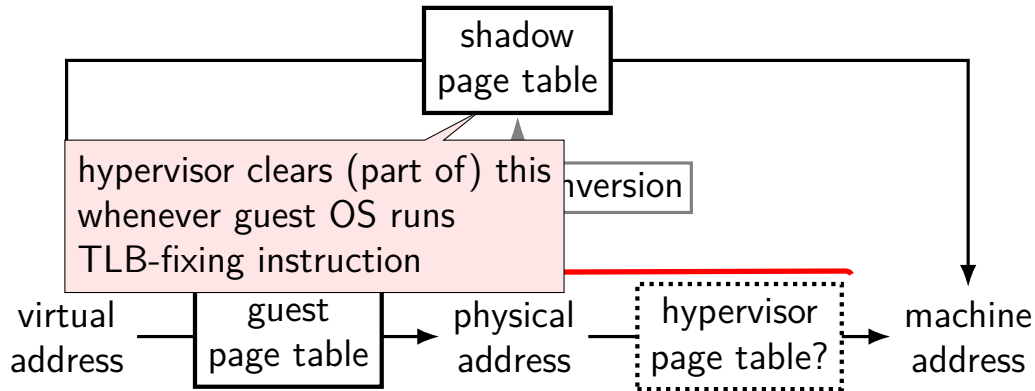 shadow
page table
hypervisor clears (part of) this
whenever guest OS runs
TLB-fixing instruction
virtual
address
guest
page table
physical
address
hypervisor
page table?
machine
address